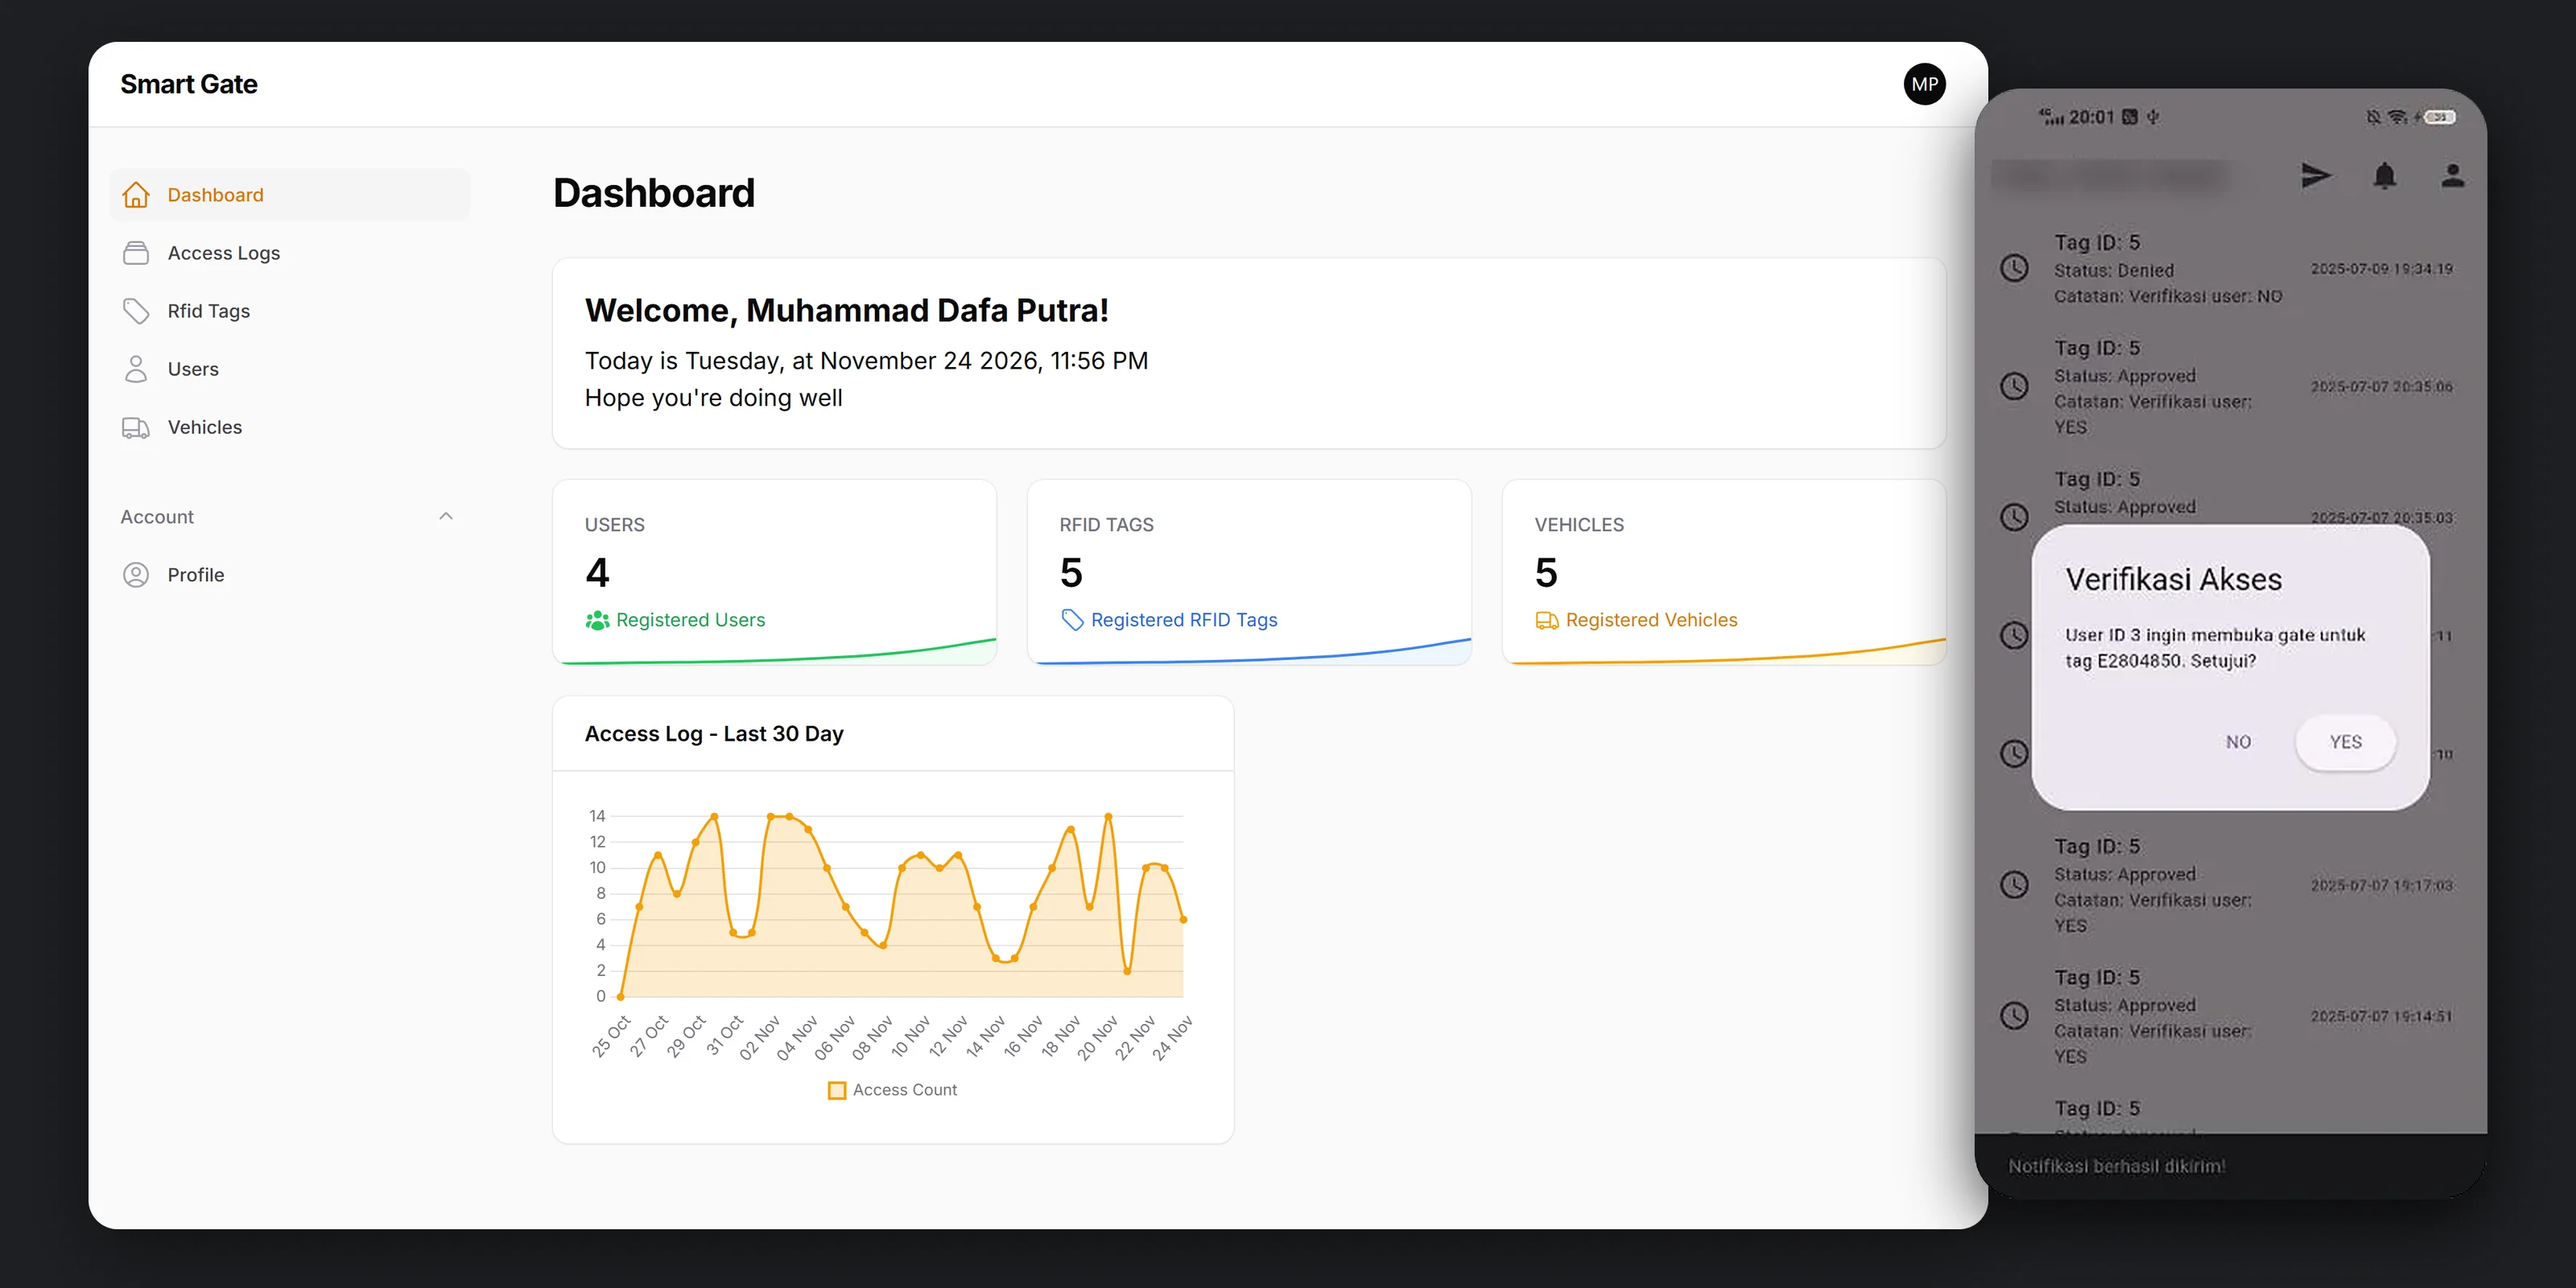 Smart Gate
MP
Dashboard
Access Logs
Rfid Tags
Users
Vehicles
Account
Profile
Dashboard
Welcome, Muhammad Dafa Putra!
Today is Tuesday, at November 24 2026, 11:56 PM
Hope you're doing well
USERS
4
Registered Users
RFID TAGS
5
Registered RFID Tags
VEHICLES
5
Registered Vehicles
Access Log - Last 30 Day
14
12
10
8
6
4
2
0
25 Oct
27 Oct
29 Oct
31 Oct
02 Nov
04 Nov
06 Nov
08 Nov
10 Nov
12 Nov
14 Nov
16 Nov
18 Nov
20 Nov
22 Nov
24 Nov
Access Count
4G 20:01
Tag ID: 5
Status: Denied
Catatan: Verifikasi user: NO
2025-07-09 19:34:19
Tag ID: 5
Status: Approved
Catatan: Verifikasi user:
YES
2025-07-07 20:35:06
Tag ID: 5
Status: Approved
2025-07-07 20:35:03
Verifikasi Akses
User ID 3 ingin membuka gate untuk
tag E2804850. Setujui?
NO
YES
:11
:10
Tag ID: 5
Status: Approved
Catatan: Verifikasi user:
YES
2025-07-07 19:17:03
Tag ID: 5
Status: Approved
Catatan: Verifikasi user:
YES
2025-07-07 19:14:51
Tag ID: 5
Notifikasi berhasil dikirim!